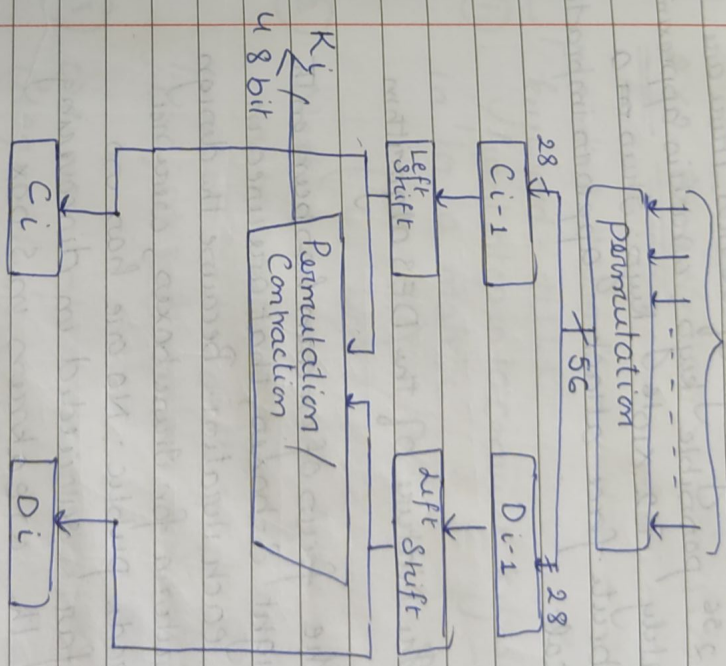 permutation
56
28
28
Ci-1
Di-1
Left
Shift
Left Shift
Permutation /
Contraction
Ki
48 bit
Ci
Di